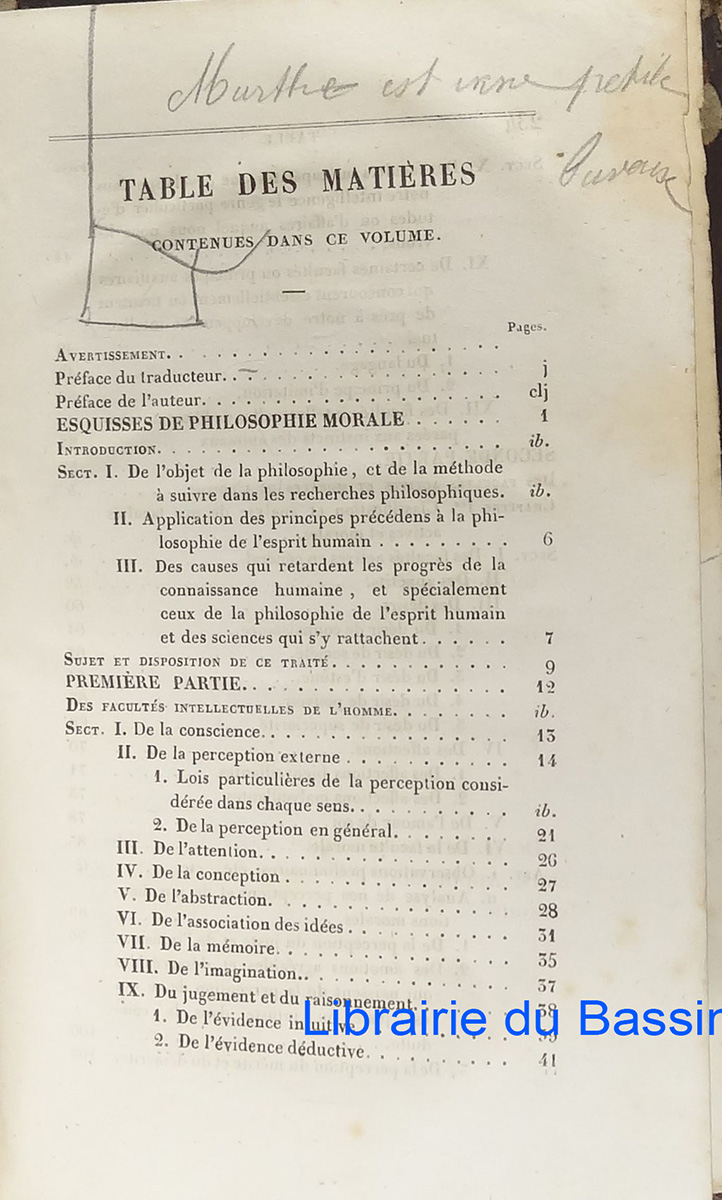 Marthe est une petite
TABLE DES MATIÈRES
CONTENUES DANS CE VOLUME.
Pages.
AVERTISSEMENT. . . . . . . . . . . . . . . . .
Préface du traducteur. . . . . . . . . . . . . . j
Préface de l'auteur. . . . . . . . . . . . . . . clj
ESQUISSES DE PHILOSOPHIE MORALE . . . . . . 1
INTRODUCTION. . . . . . . . . . . . . . . . . . ib.
SECT. I. De l'objet de la philosophie, et de la méthode
à suivre dans les recherches philosophiques. ib.
II. Application des principes précédens à la phi-
losophie de l'esprit humain . . . . . . . . . 6
III. Des causes qui retardent les progrès de la
connaissance humaine, et spécialement
ceux de la philosophie de l'esprit humain
et des sciences qui s'y rattachent. . . . . . 7
SUJET ET DISPOSITION DE CE TRAITÉ. . . . . . . . . . . 9
PREMIÈRE PARTIE. . . . . . . . . . . . . . . . 12
DES FACULTÉS INTELLECTUELLES DE L'HOMME. . . . . . . ib.
SECT. I. De la conscience. . . . . . . . . . . . . 13
II. De la perception externe . . . . . . . . . . . 14
1. Lois particulières de la perception consi-
dérée dans chaque sens. . . . . . . . . . ib.
2. De la perception en général. . . . . . . 21
III. De l'attention. . . . . . . . . . . . . . 26
IV. De la conception . . . . . . . . . . . . . 27
V. De l'abstraction. . . . . . . . . . . . . . 28
VI. De l'association des idées . . . . . . . . . 31
VII. De la mémoire. . . . . . . . . . . . . . 35
VIII. De l'imagination. . . . . . . . . . . . . 37
IX. Du jugement et du raisonnement. . . . . . 38
1. De l'évidence intuitive . . . . . . . . . 39
2. De l'évidence déductive. . . . . . . . . 41
Librairie du Bassin